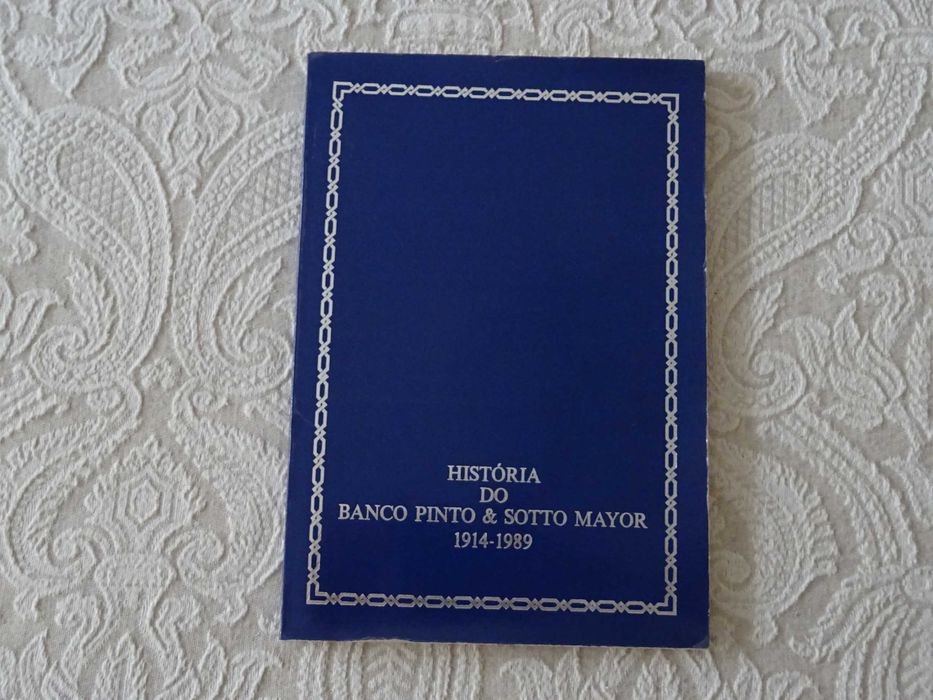 HISTÓRIA
DO
BANCO PINTO & SOTTO MAYOR
1914-1989